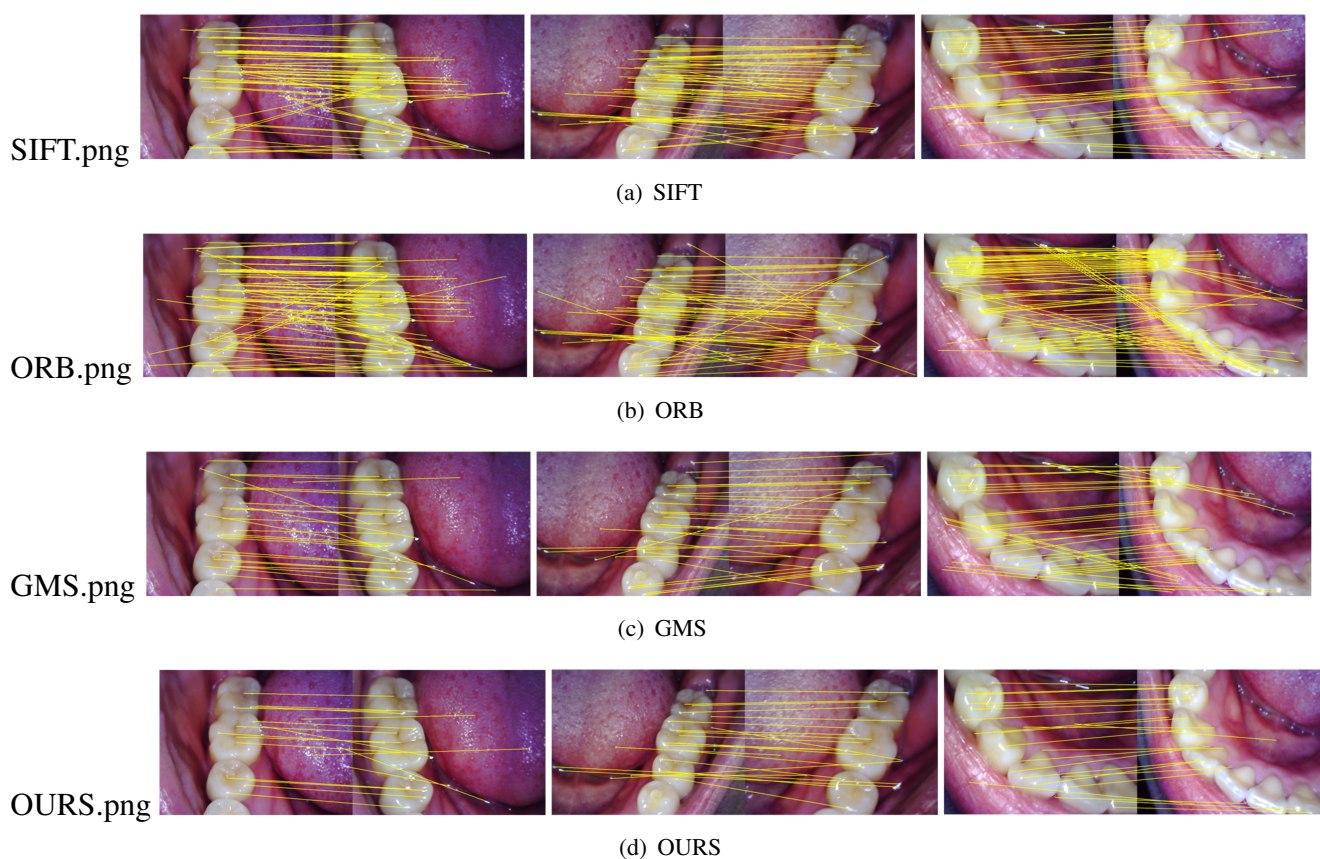 SIFT.png
(a) SIFT
ORB.png
(b) ORB
GMS.png
(c) GMS
OURS.png
(d) OURS